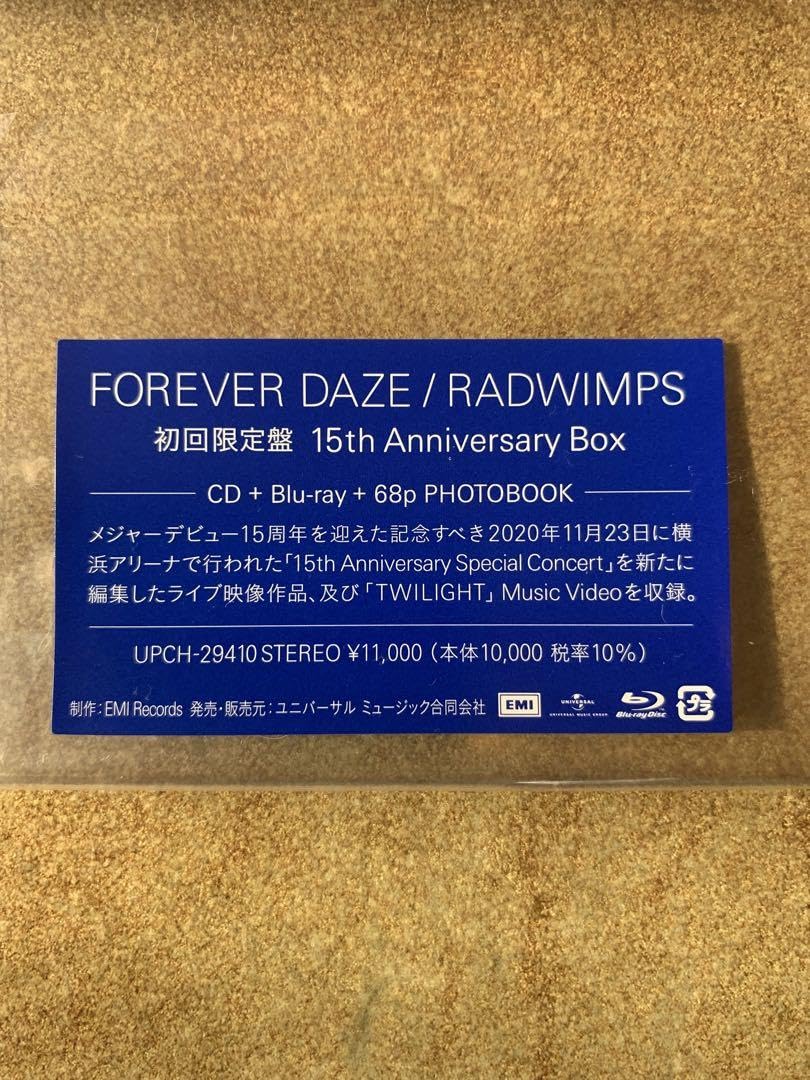 FOREVER DAZE / RADWIMPS
初回限定盤 15th Anniversary Box
CD + Blu-ray + 68p PHOTOBOOK
メジャーデビュー15周年を迎えた記念すべき2020年11月23日に横
浜アリーナで行われた「15th Anniversary Special Concert」を新たに
編集したライブ映像作品、及び「TWILIGHT」Music Videoを収録。
UPCH-29410 STEREO ¥11,000 (本体10,000 税率10%)
制作:EMI Records 発売・販売元:ユニバーサル ミュージック合同会社 EMI UNIVERSAL UNIVERSAL MUSIC GROUP Blu-ray Disc プラ